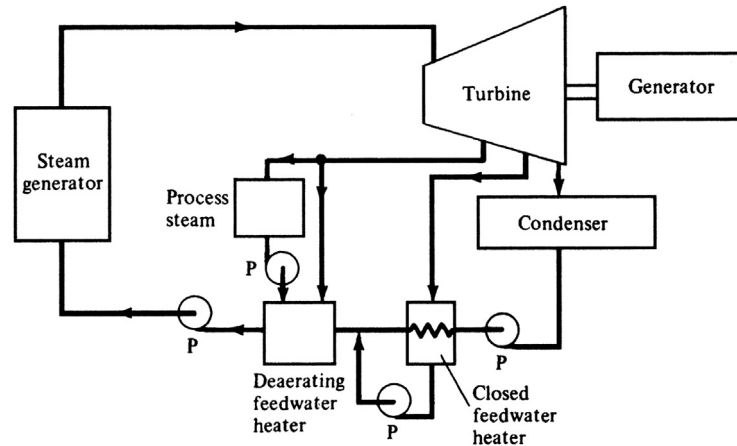 Turbine
Generator
Steam
generator
Process
steam
Condenser
P
P
P
P
Deaerating
feedwater
heater
Closed
feedwater
heater